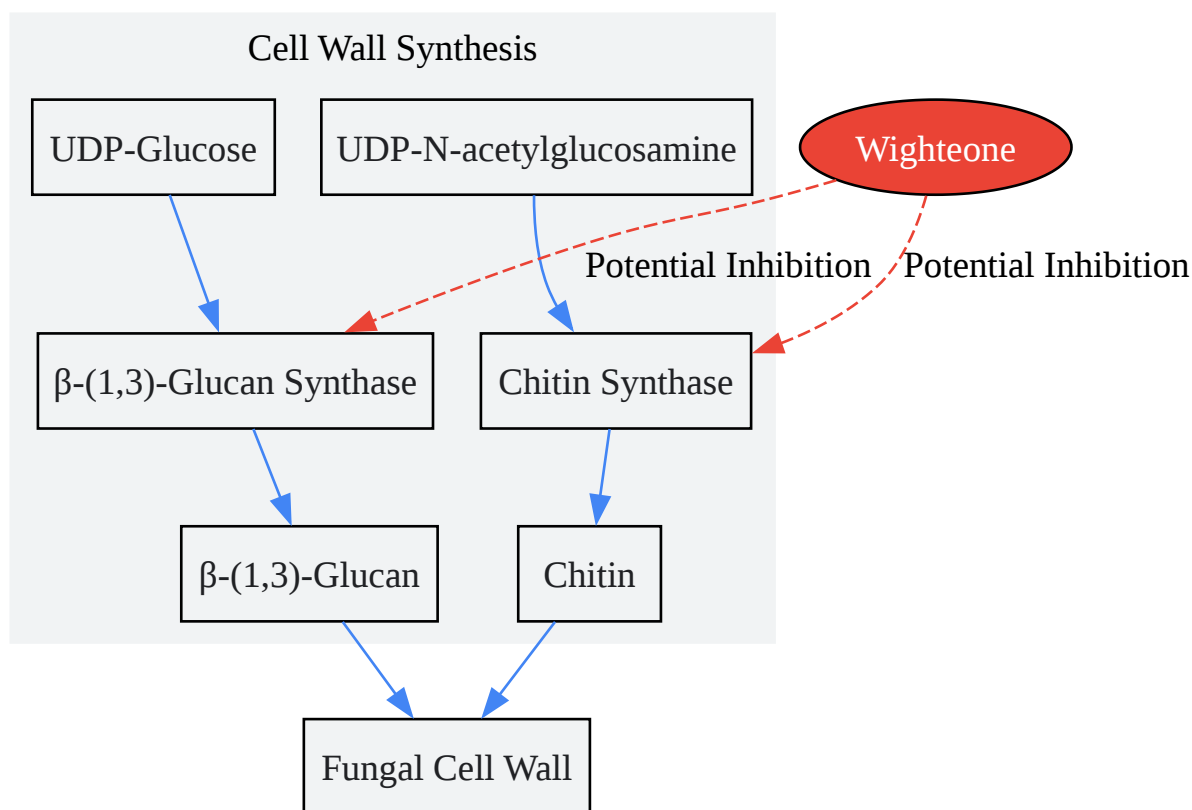 Cell Wall Synthesis
UDP-Glucose
UDP-N-acetylglucosamine
Wighteone
Potential Inhibition
Potential Inhibition
β-(1,3)-Glucan Synthase
Chitin Synthase
β-(1,3)-Glucan
Chitin
Fungal Cell Wall